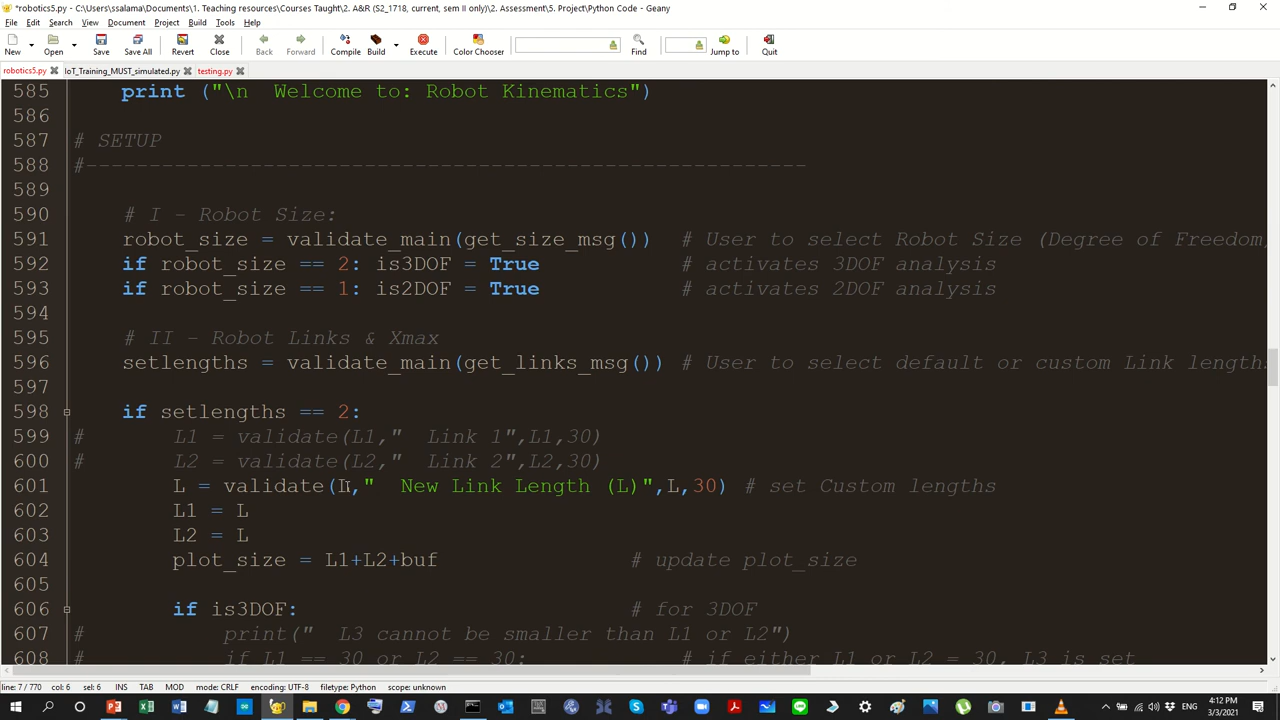 *robotics5.py - C:\Users\ssalama\Documents\1. Teaching resources\Courses Taught\2. A&R (S2_1718, current, sem II only)\2. Assessment\5. Project\Python Code - Geany
File Edit Search View Document Project Build Tools Help
New Open Save Save All Revert Close Back Forward Compile Build Execute Color Chooser Find Jump to Quit
robotics5.py IoT_Training_MUST_simulated.py testing.py
585 print ("\n  Welcome to: Robot Kinematics")
586
587 # SETUP
588 #---------------------------------------------------------
589
590 # I - Robot Size:
591 robot_size = validate_main(get_size_msg()) # User to select Robot Size (Degree of Freedom,
592 if robot_size == 2: is3DOF = True # activates 3DOF analysis
593 if robot_size == 1: is2DOF = True # activates 2DOF analysis
594
595 # II - Robot Links & Xmax
596 setlengths = validate_main(get_links_msg()) # User to select default or custom Link length
597
598 if setlengths == 2:
599 # L1 = validate(L1,"  Link 1",L1,30)
600 # L2 = validate(L2,"  Link 2",L2,30)
601 L = validate(L,"  New Link Length (L)",L,30) # set Custom lengths
602 L1 = L
603 L2 = L
604 plot_size = L1+L2+buf # update plot_size
605
606 if is3DOF: # for 3DOF
607 # print("  L3 cannot be smaller than L1 or L2")
608 # if L1 == 30 or L2 == 30: # if either L1 or L2 = 30, L3 is set
line: 7 / 770 col: 6 sel: 6 INS TAB MOD mode: CRLF encoding: UTF-8 filetype: Python scope: unknown
ENG 4:12 PM
3/3/2021